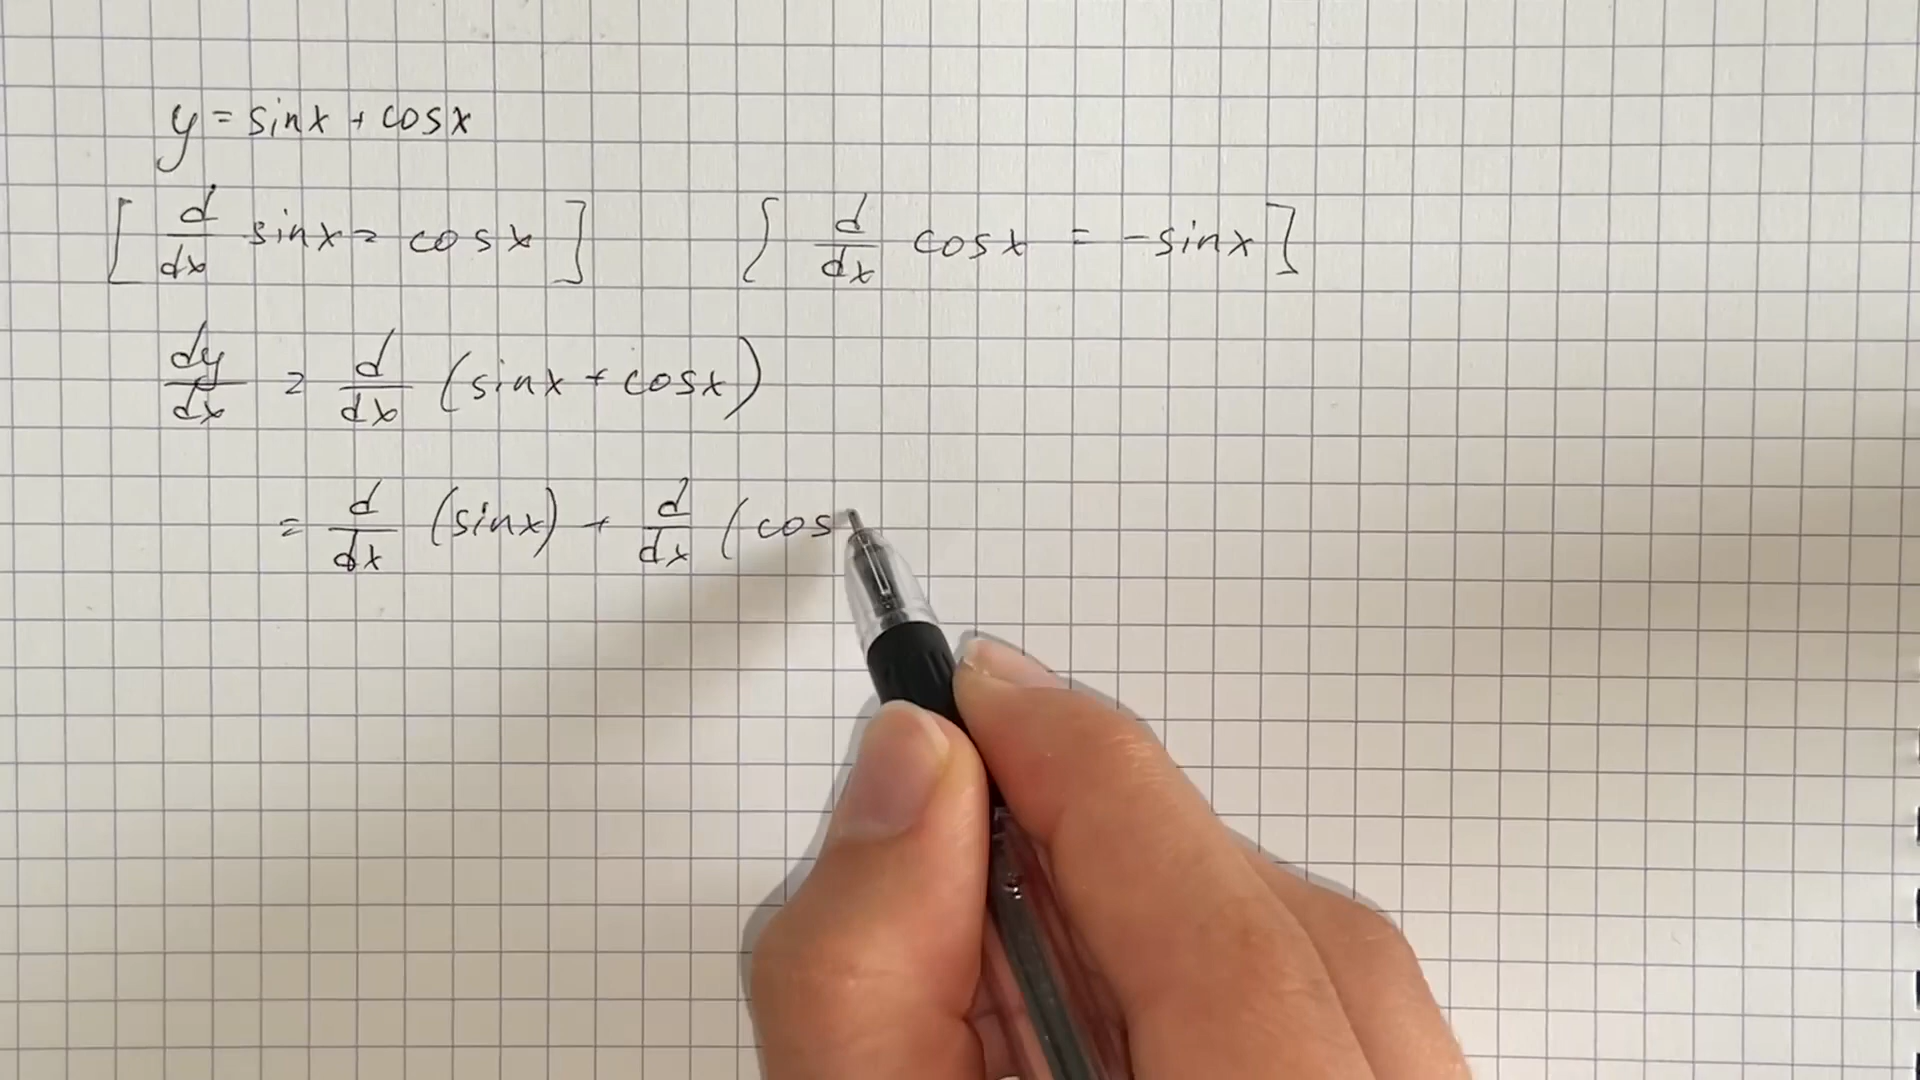 y = sinx + cosx
[ d/dx sinx = cosx ] [ d/dx cosx = -sinx ]
dy/dx = d/dx (sinx + cosx)
= d/dx (sinx) + d/dx (cos